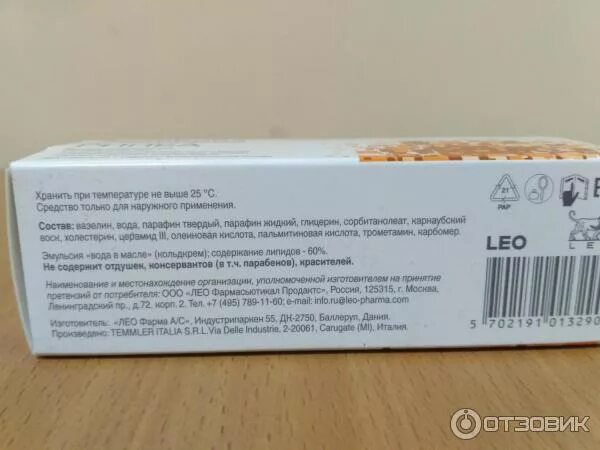 Хранить при температуре не выше 25 °C.
Средство только для наружного применения.
Состав: вазелин, вода, парафин твердый, парафин жидкий, глицерин, сорбитанолеат, карнаубский
воск, холестерин, церамид III, олеиновая кислота, пальмитиновая кислота, трометамин, карбомер.
Эмульсия «вода в масле» (кольдкрем); содержание липидов - 60%.
Не содержит отдушек, консервантов (в т.ч. парабенов), красителей.
Наименование и местонахождение организации, уполномоченной изготовителем на принятие
претензий от потребителя: ООО «ЛЕО Фармасьютикал Продактс», Россия, 125315, г. Москва,
Ленинградский пр., д.72, корп. 2. Тел. +7 (495) 789-11-60; e-mail: info.ru@leo-pharma.com
Изготовитель: «ЛЕО Фарма А/С», Индустрипаркен 55, ДК-2750, Баллеруп, Дания.
Произведено: TEMMLER ITALIA S.R.L.Via Delle Industrie, 2-20061, Carugate (MI), Италия.
21
PAP
E
LEO
LE
5 702191 013290
ОТЗОВИК